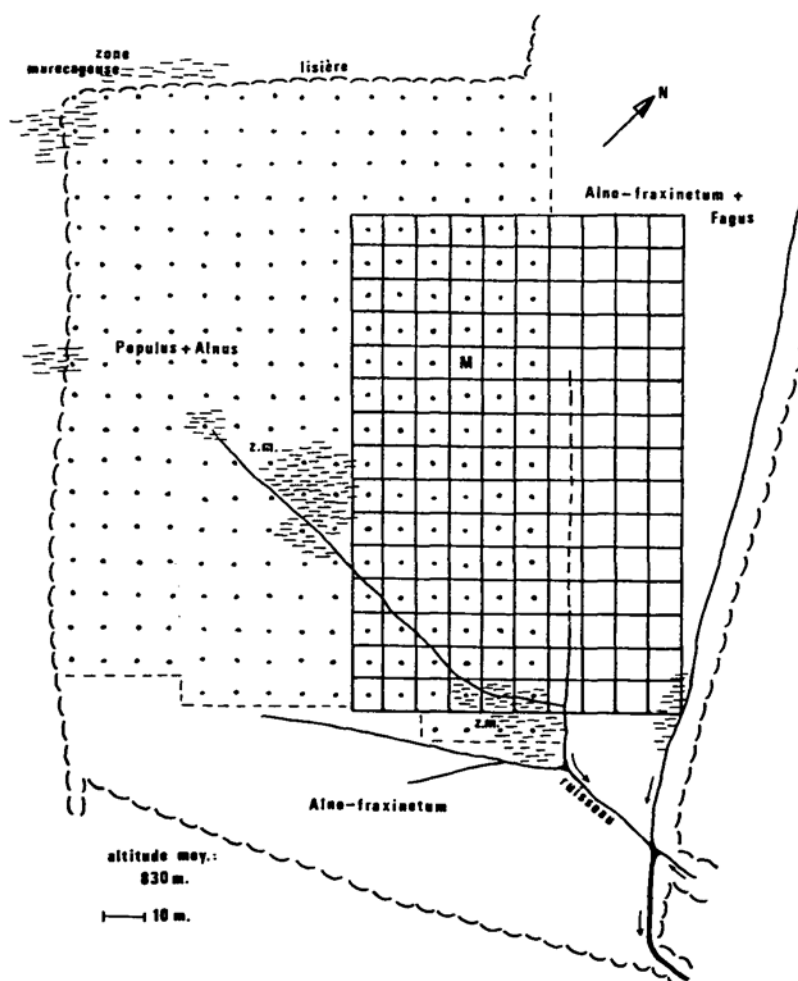 zone
marecageuse
lisière
N
Alno-fraxinetum +
Fagus
Populus + Alnus
M
z.m.
z.m.
ruisseau
Alno-fraxinetum
altitude moy.:
830 m.
10 m.